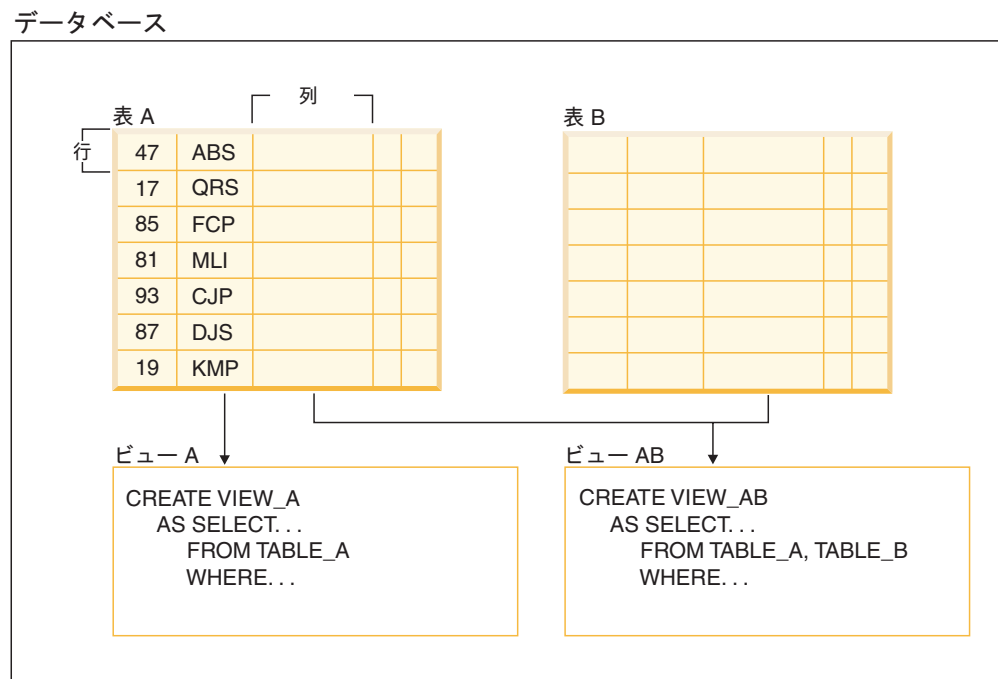 データベース
列
表 A
表 B
行
47 ABS
17 QRS
85 FCP
81 MLI
93 CJP
87 DJS
19 KMP
ビュー A
CREATE VIEW_A
AS SELECT. . .
FROM TABLE_A
WHERE. . .
ビュー AB
CREATE VIEW_AB
AS SELECT. . .
FROM TABLE_A, TABLE_B
WHERE. . .